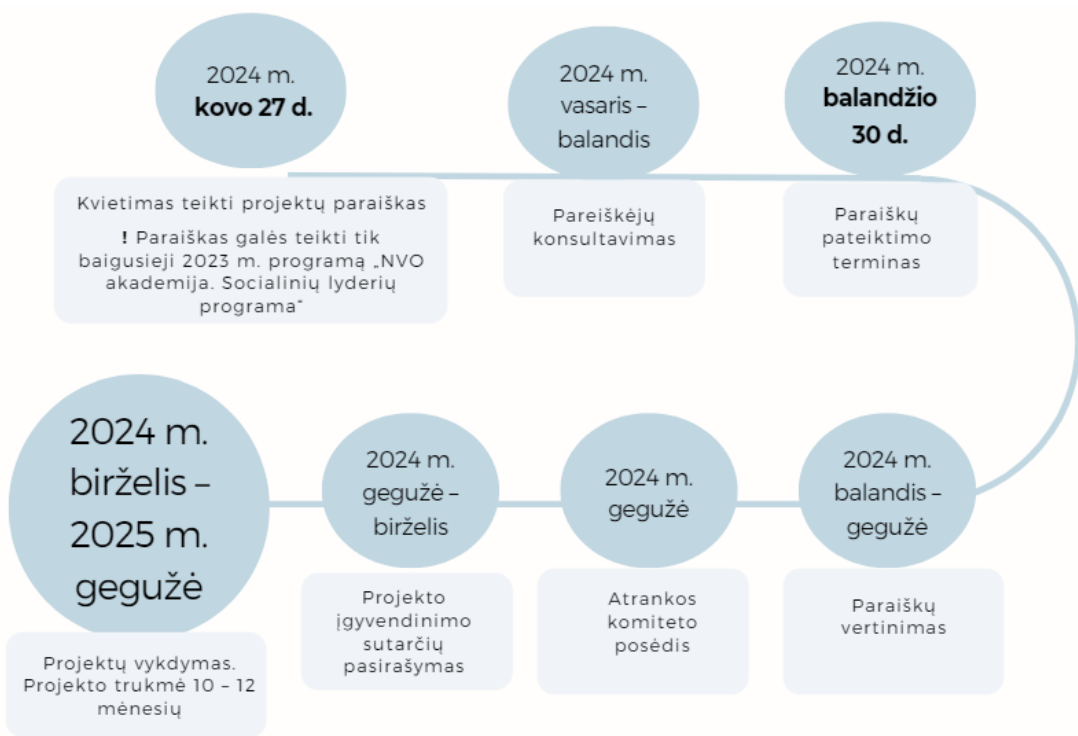 2024 m.
kovo 27 d.
Kvietimas teikti projektų paraiškas
! Paraiškas galės teikti tik
baigusieji 2023 m. programą „NVO
akademija. Socialinių lyderių
programa“
2024 m.
vasaris –
balandis
Pareiškėjų
konsultavimas
2024 m.
balandžio
30 d.
Paraiškų
pateiktimo
terminas
2024 m.
balandis –
gegužė
Paraiškų
vertinimas
2024 m.
gegužė
Atrankos
komiteto
posėdis
2024 m.
gegužė –
birželis
Projekto
įgyvendinimo
sutarčių
pasirašymas
2024 m.
birželis –
2025 m.
gegužė
Projektų vykdymas.
Projekto trukmė 10 – 12
mėnesių